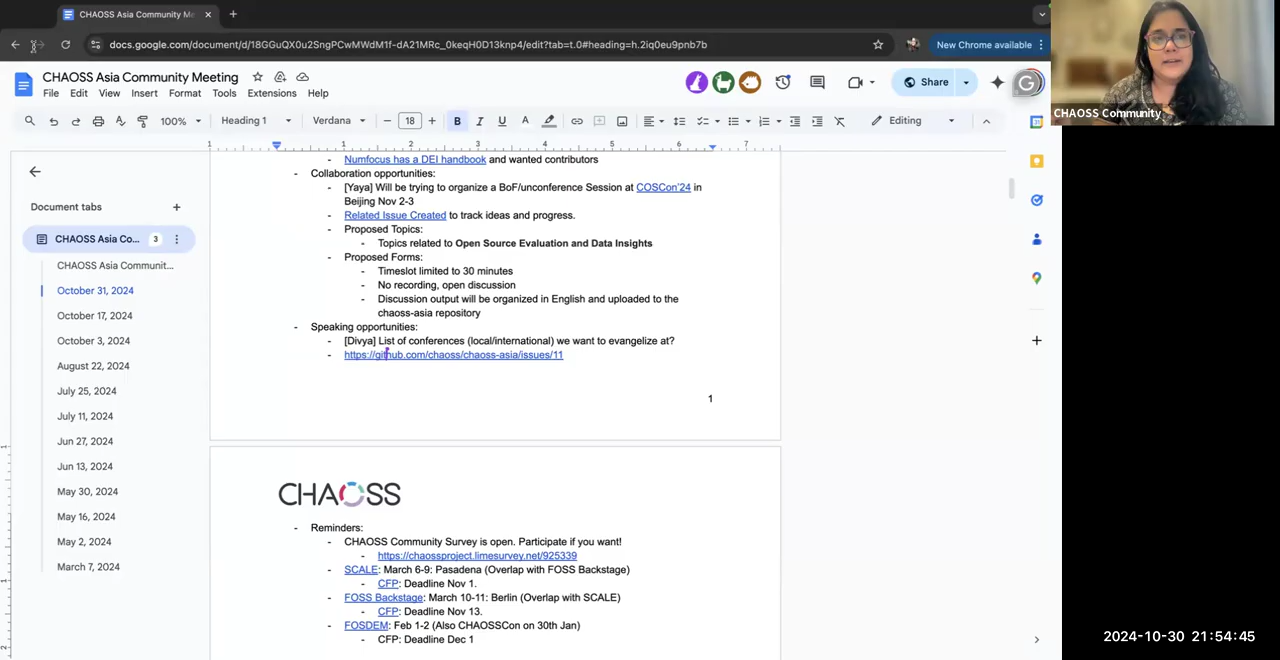 CHAOSS Asia Community Me
docs.google.com/document/d/18GGuQX0u2SngPCwMWdM1f-dA21MRc_0keqH0D13knp4/edit?tab=t.0#heading=h.2iq0eu9pnb7b
New Chrome available
CHAOSS Asia Community Meeting
File Edit View Insert Format Tools Extensions Help
Share
100% Heading 1 Verdana 18 B I U A Editing
1 1 2 3 4 5 6 7
CHAOSS Community
Document tabs
CHAOSS Asia Co... 3
CHAOSS Asia Communit...
October 31, 2024
October 17, 2024
October 3, 2024
August 22, 2024
July 25, 2024
July 11, 2024
Jun 27, 2024
Jun 13, 2024
May 30, 2024
May 16, 2024
May 2, 2024
March 7, 2024
- Numfocus has a DEI handbook and wanted contributors
- Collaboration opportunities:
- [Yaya] Will be trying to organize a BoF/unconference Session at COSCon'24 in
Beijing Nov 2-3
- Related Issue Created to track ideas and progress.
- Proposed Topics:
- Topics related to Open Source Evaluation and Data Insights
- Proposed Forms:
- Timeslot limited to 30 minutes
- No recording, open discussion
- Discussion output will be organized in English and uploaded to the
chaoss-asia repository
- Speaking opportunities:
- [Divya] List of conferences (local/international) we want to evangelize at?
- https://github.com/chaoss/chaoss-asia/issues/11
1
CHAOSS
- Reminders:
- CHAOSS Community Survey is open. Participate if you want!
- https://chaossproject.limesurvey.net/925339
- SCALE: March 6-9: Pasadena (Overlap with FOSS Backstage)
- CFP: Deadline Nov 1.
- FOSS Backstage: March 10-11: Berlin (Overlap with SCALE)
- CFP: Deadline Nov 13.
- FOSDEM: Feb 1-2 (Also CHAOSSCon on 30th Jan)
- CFP: Deadline Dec 1
2024-10-30 21:54:45